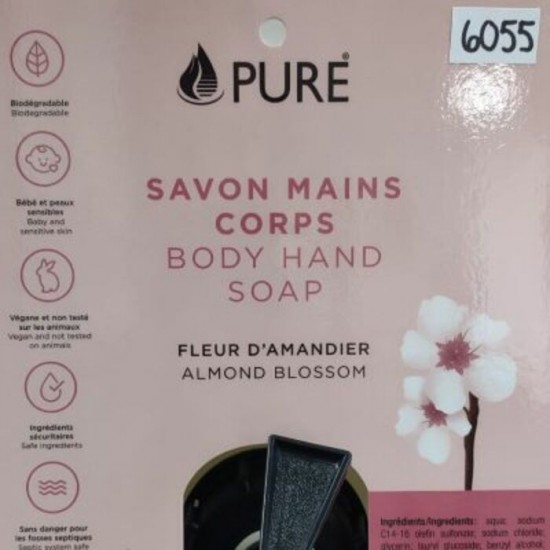 6055
PURE®
SAVON MAINS
CORPS
BODY HAND
SOAP
FLEUR D'AMANDIER
ALMOND BLOSSOM
Biodégradable
Biodegradable
Bébé et peaux
sensibles
Baby and
sensitive skin
Végane et non testé
sur les animaux
Vegan and not tested
on animals
Ingrédients
sécuritaires
Safe ingredients
Sans danger pour
les fosses septiques
Septic system safe
Ingrédients/Ingredients: aqua, sodium
C14-16 olefin sulfonate, sodium chloride,
glycerin, lauryl glucoside, benzyl alcohol,